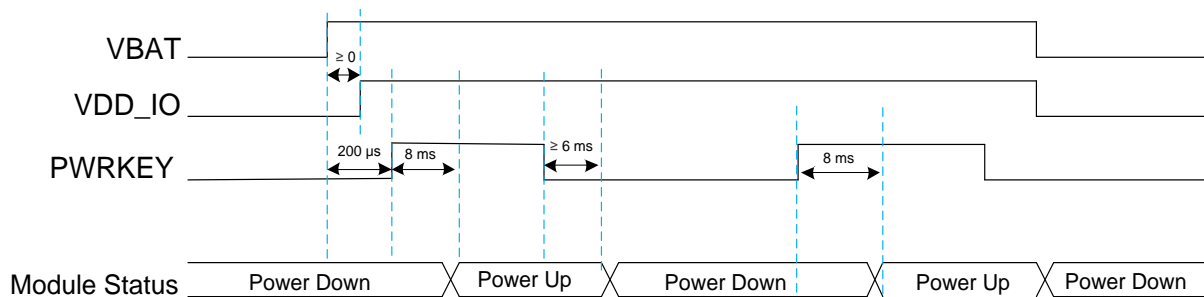 VBAT
≥ 0
VDD_IO
200 µs
8 ms
≥ 6 ms
8 ms
PWRKEY
Module Status
Power Down
Power Up
Power Down
Power Up
Power Down